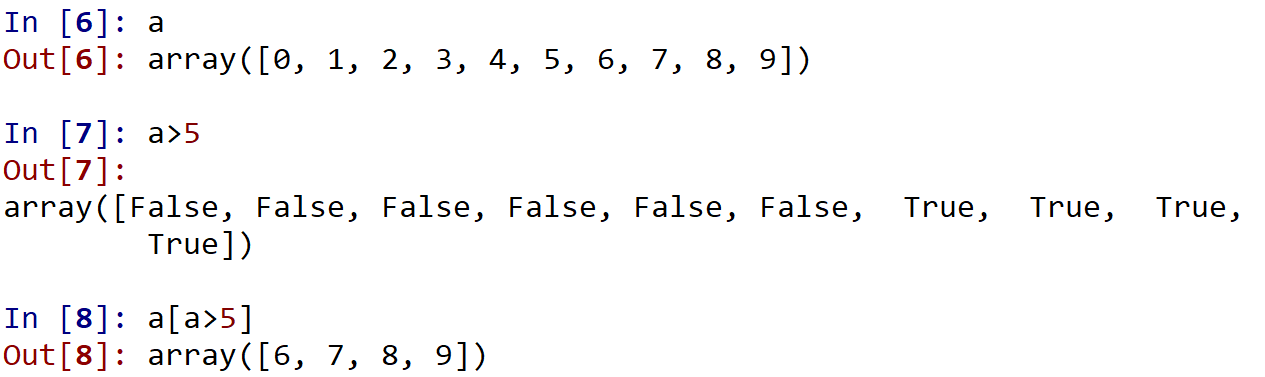 In [6]: a
Out[6]: array([0, 1, 2, 3, 4, 5, 6, 7, 8, 9])
In [7]: a>5
Out[7]:
array([False, False, False, False, False, False,  True,  True,  True,
        True])
In [8]: a[a>5]
Out[8]: array([6, 7, 8, 9])